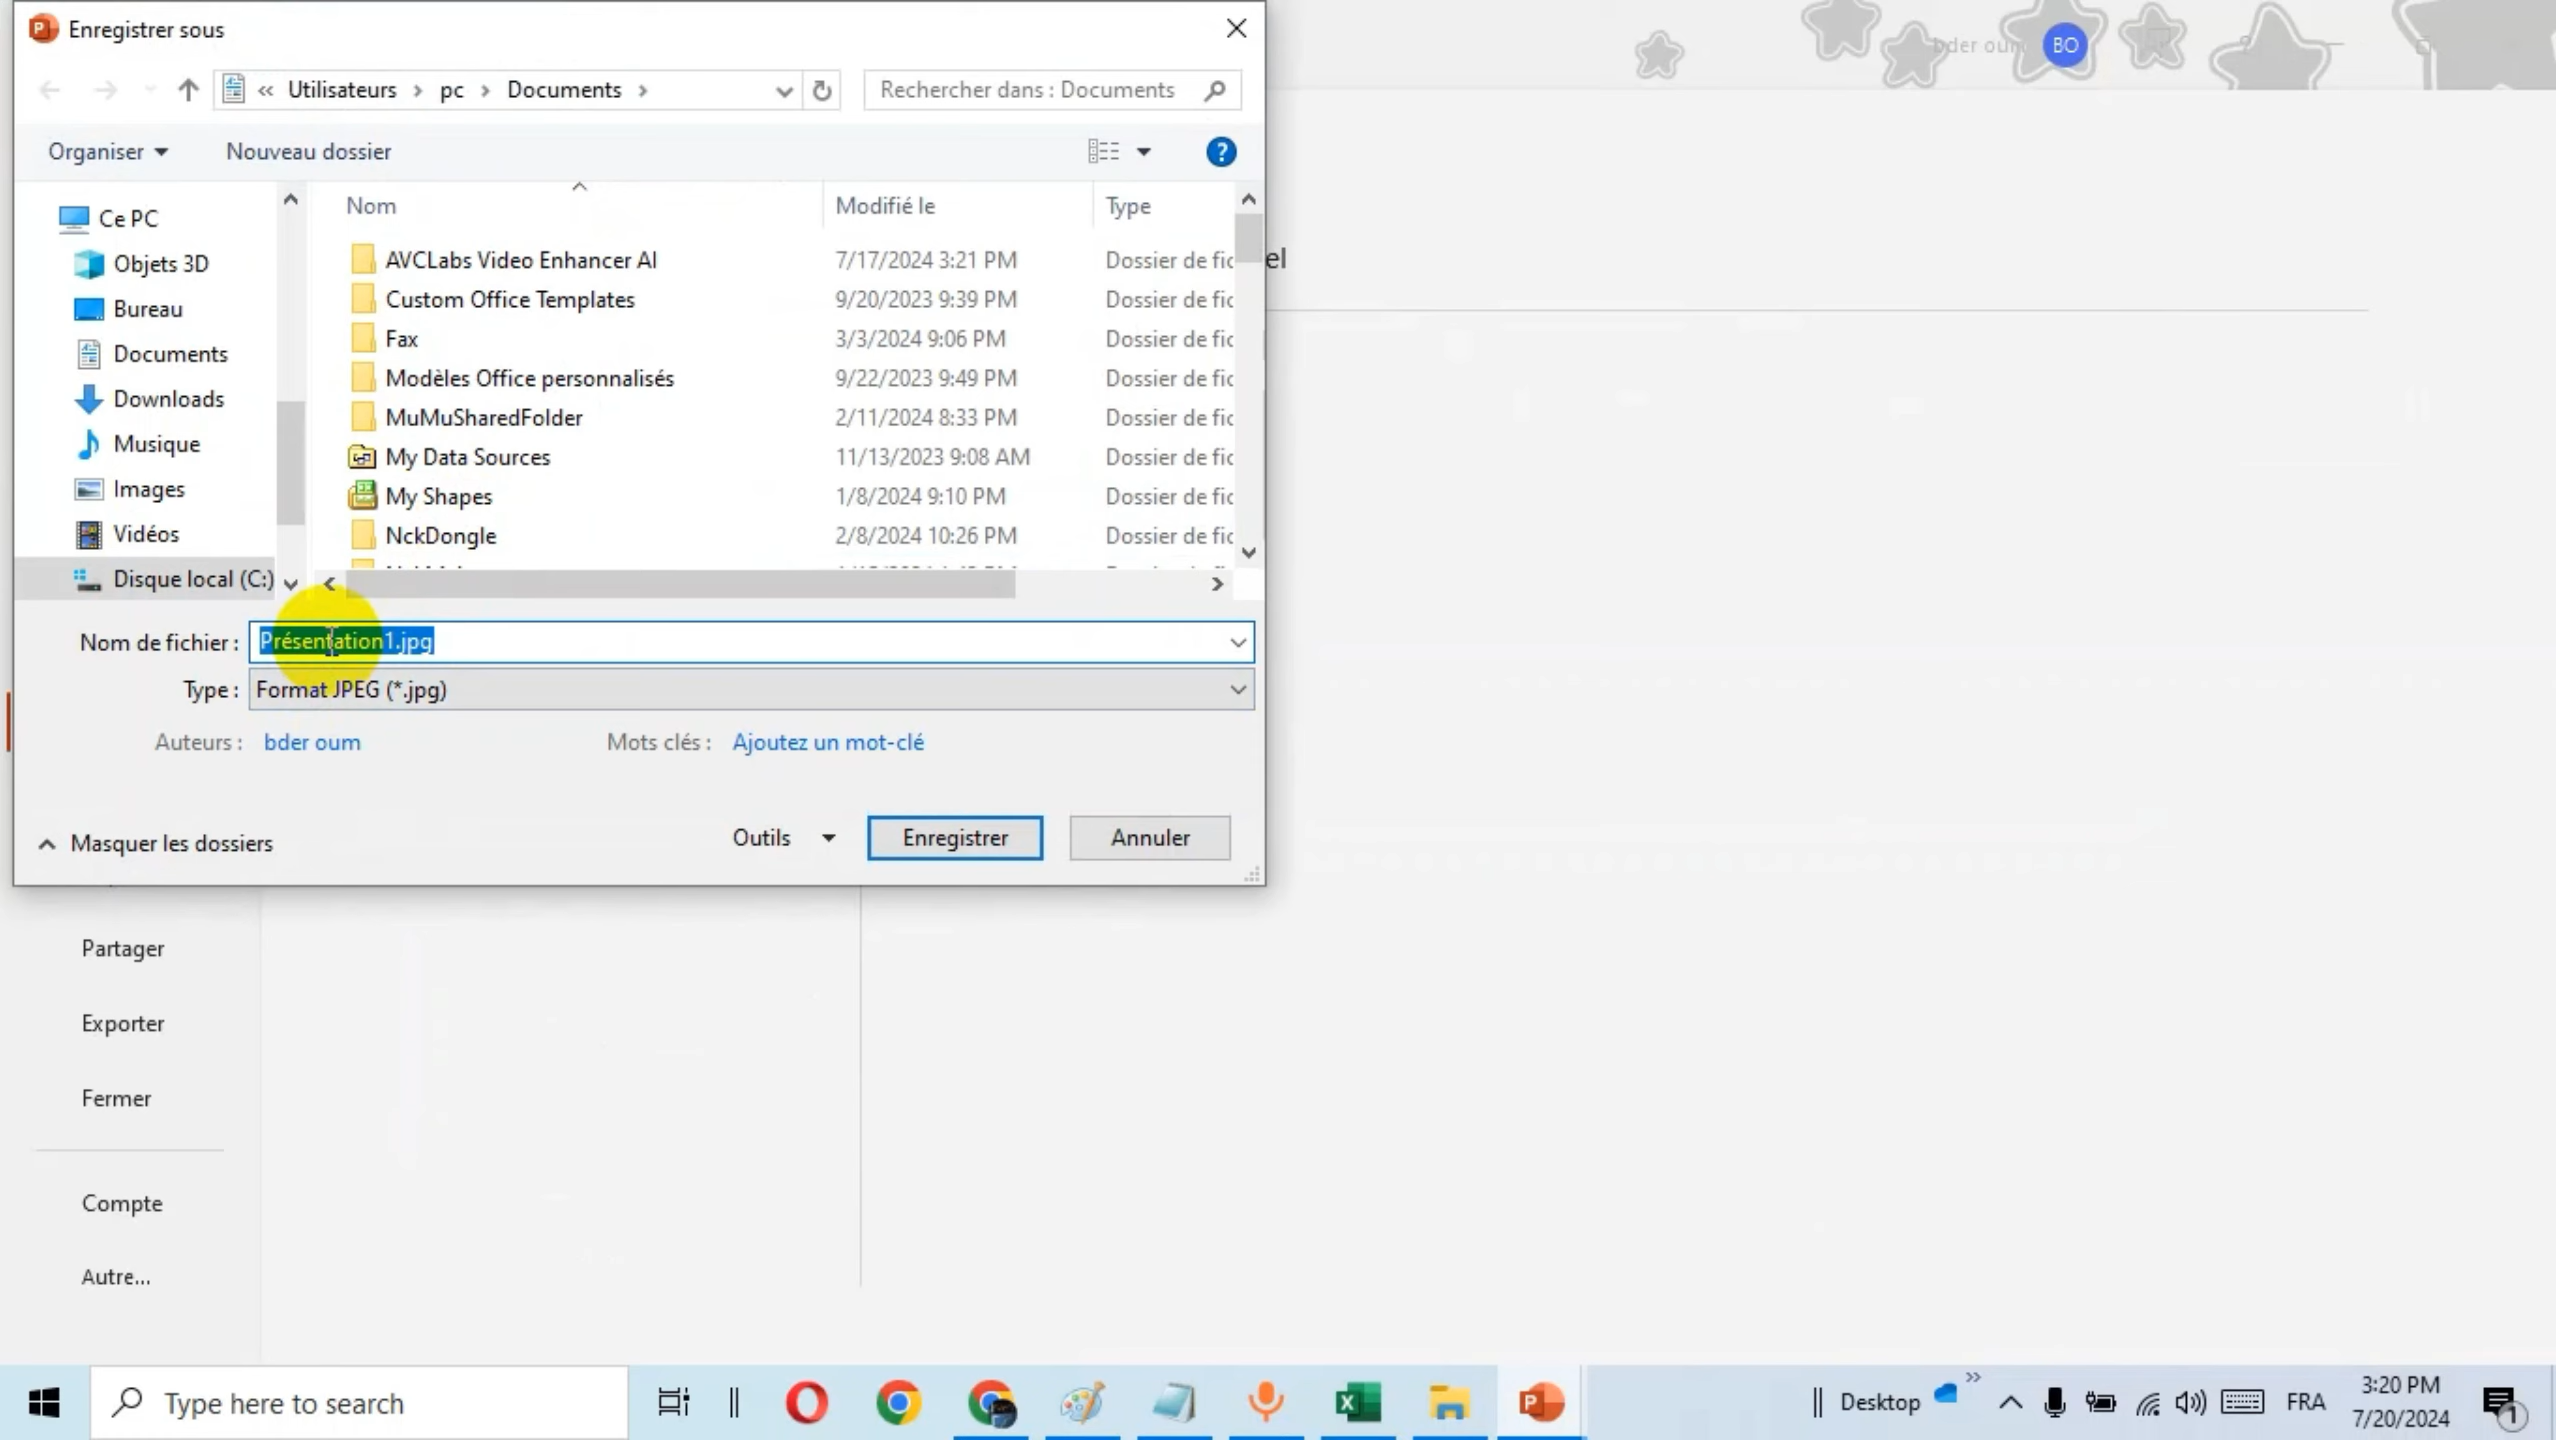 Enregistrer sous
bder oum BO
« Utilisateurs › pc › Documents ›
Rechercher dans : Documents
Organiser
Nouveau dossier
?
Ce PC
Objets 3D
Bureau
Documents
Downloads
Musique
Images
Vidéos
Disque local (C:)
Nom Modifié le Type
AVCLabs Video Enhancer AI 7/17/2024 3:21 PM Dossier de fic
Custom Office Templates 9/20/2023 9:39 PM Dossier de fic
Fax 3/3/2024 9:06 PM Dossier de fic
Modèles Office personnalisés 9/22/2023 9:49 PM Dossier de fic
MuMuSharedFolder 2/11/2024 8:33 PM Dossier de fic
My Data Sources 11/13/2023 9:08 AM Dossier de fic
My Shapes 1/8/2024 9:10 PM Dossier de fic
NckDongle 2/8/2024 10:26 PM Dossier de fic
el
Nom de fichier : Présentation1.jpg
Type : Format JPEG (*.jpg)
Auteurs : bder oum
Mots clés : Ajoutez un mot-clé
Masquer les dossiers
Outils
Enregistrer
Annuler
Partager
Exporter
Fermer
Compte
Autre...
Type here to search
Desktop
FRA
3:20 PM
7/20/2024
1